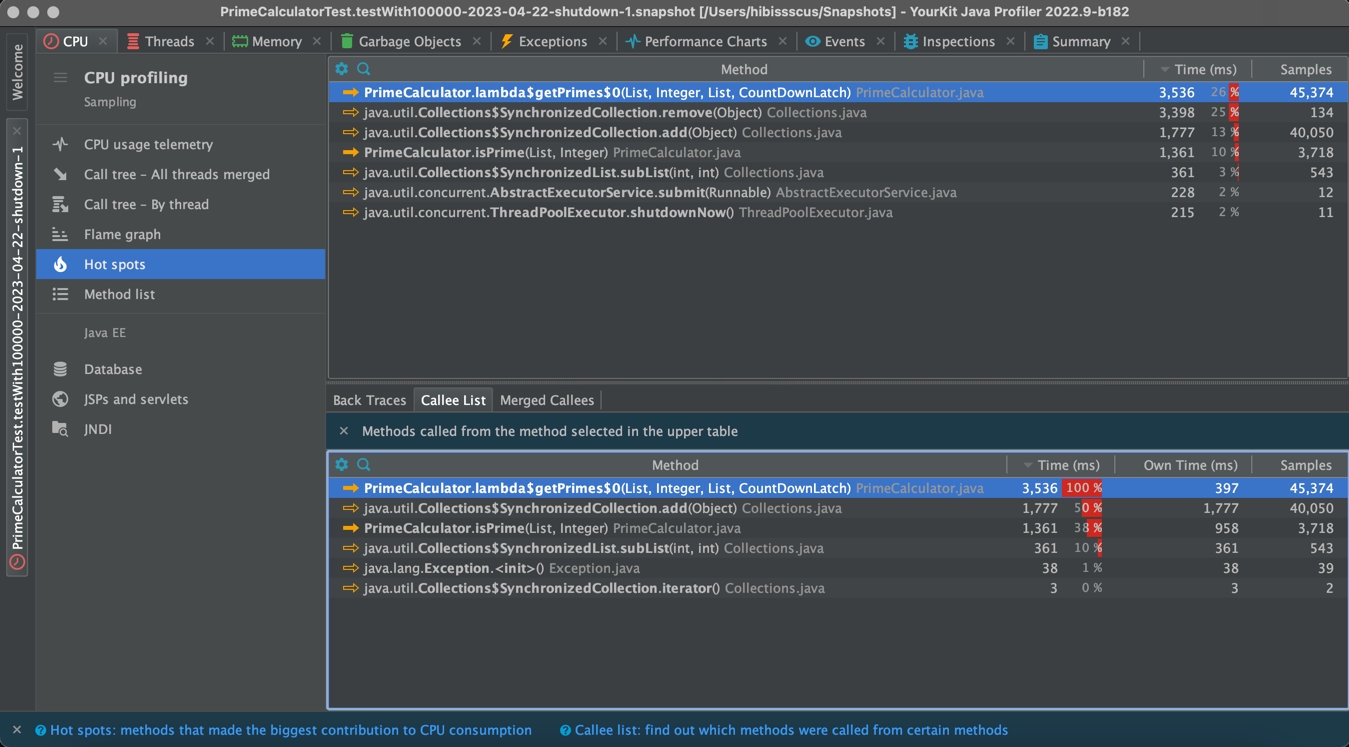 PrimeCalculatorTest.testWith100000-2023-04-22-shutdown-1.snapshot [/Users/hibissscus/Snapshots] - YourKit Java Profiler 2022.9-b182
Welcome
PrimeCalculatorTest.testWith100000-2023-04-22-shutdown-1
CPU
Threads
Memory
Garbage Objects
Exceptions
Performance Charts
Events
Inspections
Summary
CPU profiling
Sampling
CPU usage telemetry
Call tree – All threads merged
Call tree – By thread
Flame graph
Hot spots
Method list
Java EE
Database
JSPs and servlets
JNDI
Method Time (ms) Samples
PrimeCalculator.lambda$getPrimes$0(List, Integer, List, CountDownLatch) PrimeCalculator.java 3,536 26 % 45,374
java.util.Collections$SynchronizedCollection.remove(Object) Collections.java 3,398 25 % 134
java.util.Collections$SynchronizedCollection.add(Object) Collections.java 1,777 13 % 40,050
PrimeCalculator.isPrime(List, Integer) PrimeCalculator.java 1,361 10 % 3,718
java.util.Collections$SynchronizedList.subList(int, int) Collections.java 361 3 % 543
java.util.concurrent.AbstractExecutorService.submit(Runnable) AbstractExecutorService.java 228 2 % 12
java.util.concurrent.ThreadPoolExecutor.shutdownNow() ThreadPoolExecutor.java 215 2 % 11
Back Traces Callee List Merged Callees
Methods called from the method selected in the upper table
Method Time (ms) Own Time (ms) Samples
PrimeCalculator.lambda$getPrimes$0(List, Integer, List, CountDownLatch) PrimeCalculator.java 3,536 100 % 397 45,374
java.util.Collections$SynchronizedCollection.add(Object) Collections.java 1,777 50 % 1,777 40,050
PrimeCalculator.isPrime(List, Integer) PrimeCalculator.java 1,361 38 % 958 3,718
java.util.Collections$SynchronizedList.subList(int, int) Collections.java 361 10 % 361 543
java.lang.Exception.<init>() Exception.java 38 1 % 38 39
java.util.Collections$SynchronizedCollection.iterator() Collections.java 3 0 % 3 2
Hot spots: methods that made the biggest contribution to CPU consumption
Callee list: find out which methods were called from certain methods